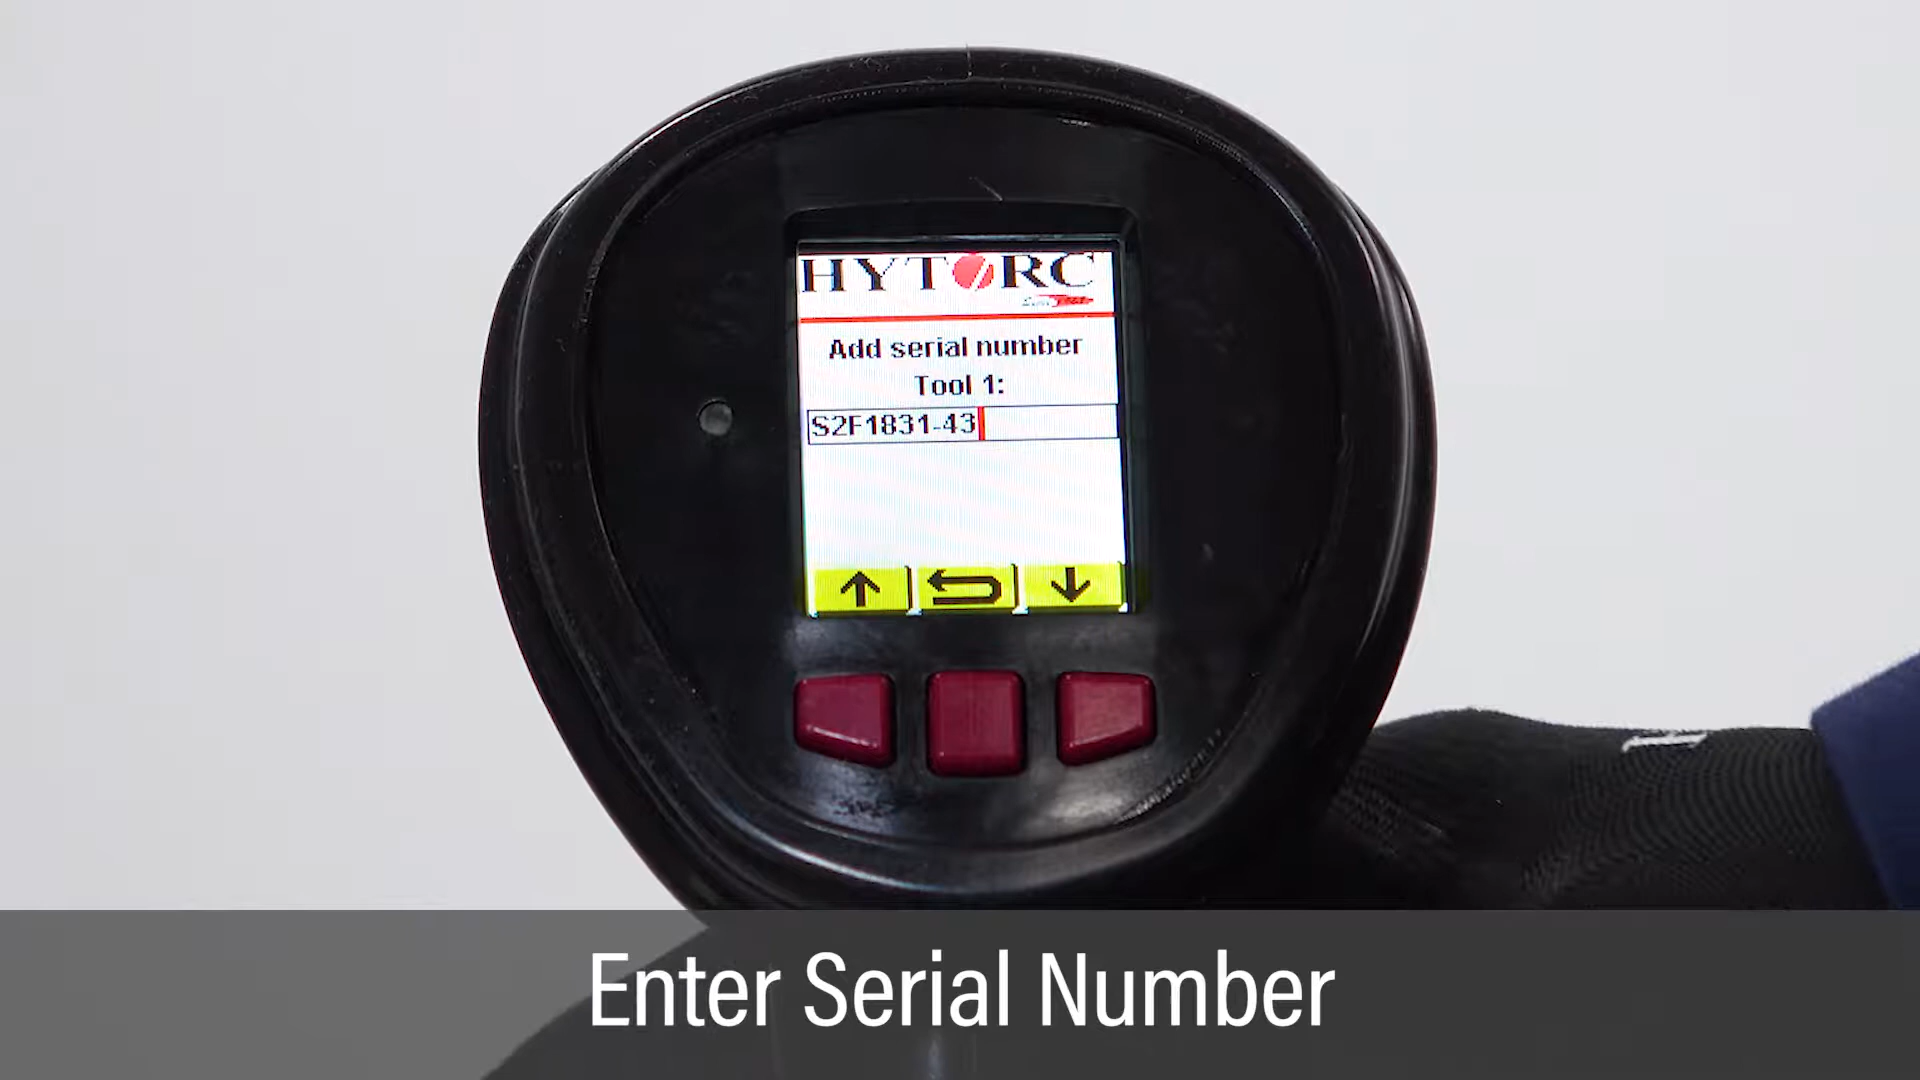 HYTORC
Add serial number
Tool 1:
S2F1831-43
Enter Serial Number